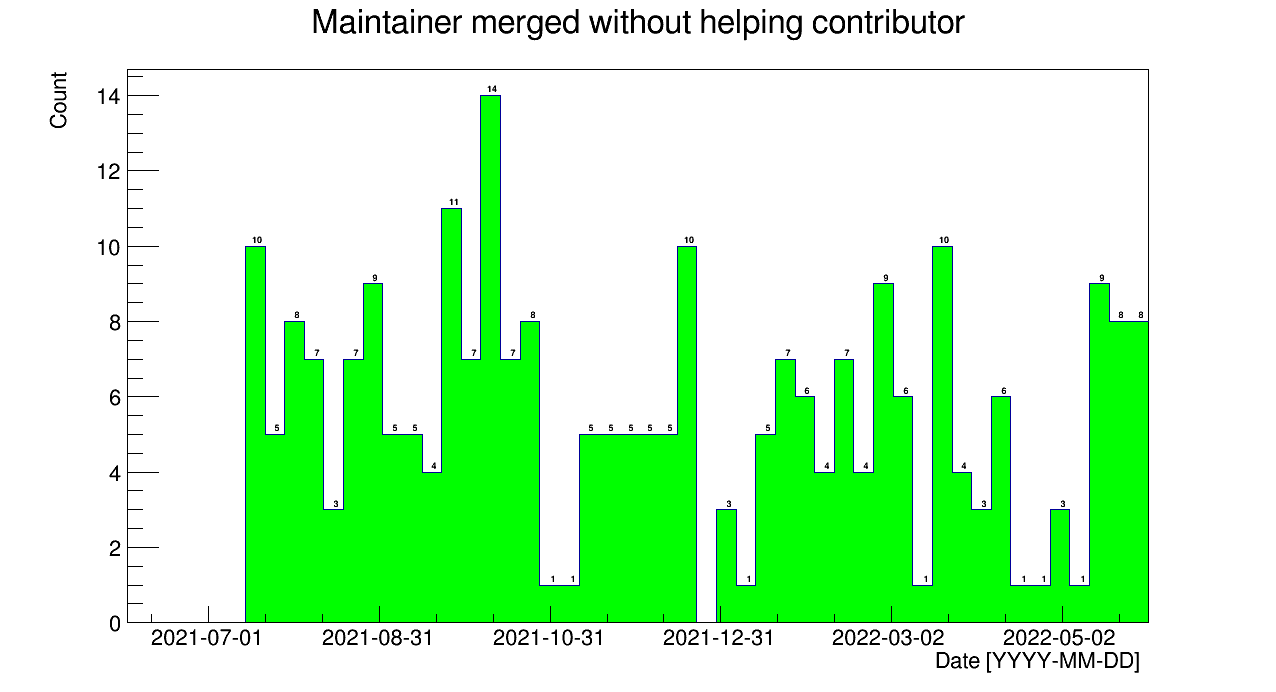 Maintainer merged without helping contributor
Count
14
12
10
8
6
4
2
0
10 5 8 7 3 7 9 5 5 4 11 7 14 7 8 1 1 5 5 5 5 5 10 3 1 5 7 6 4 7 4 9 6 1 10 4 3 6 1 1 3 1 9 8 8
2021-07-01 2021-08-31 2021-10-31 2021-12-31 2022-03-02 2022-05-02
Date [YYYY-MM-DD]